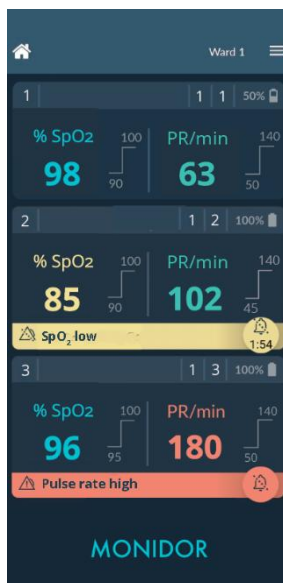 Ward 1
1 1 1 50%
% SpO2 100 PR/min 140
98 90 63 50
2 1 2 100%
% SpO2 100 PR/min 140
85 90 102 45
SpO₂ low 1:54
3 1 3 100%
% SpO2 100 PR/min 140
96 95 180 50
Pulse rate high
MONIDOR